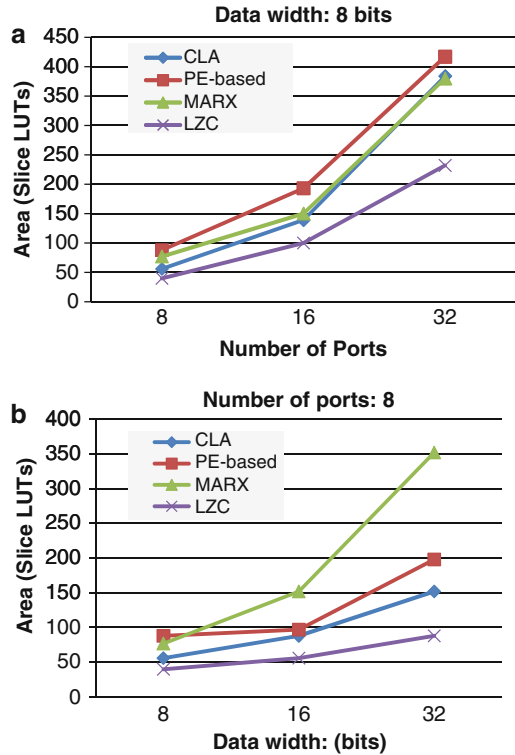 a
Data width: 8 bits
450
400
350
300
250
200
150
100
50
0
Area (Slice LUTs)
CLA
PE-based
MARX
LZC
8 16 32
Number of Ports
b
Number of ports: 8
400
350
300
250
200
150
100
50
0
Area (Slice LUTs)
CLA
PE-based
MARX
LZC
8 16 32
Data width: (bits)